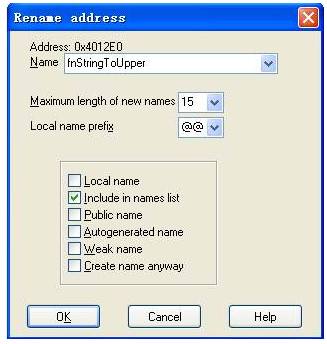 Rename address
Address: 0x4012E0
Name fnStringToUpper
Maximum length of new names 15
Local name prefix @@
Local name
Include in names list
Public name
Autogenerated name
Weak name
Create name anyway
OK Cancel Help